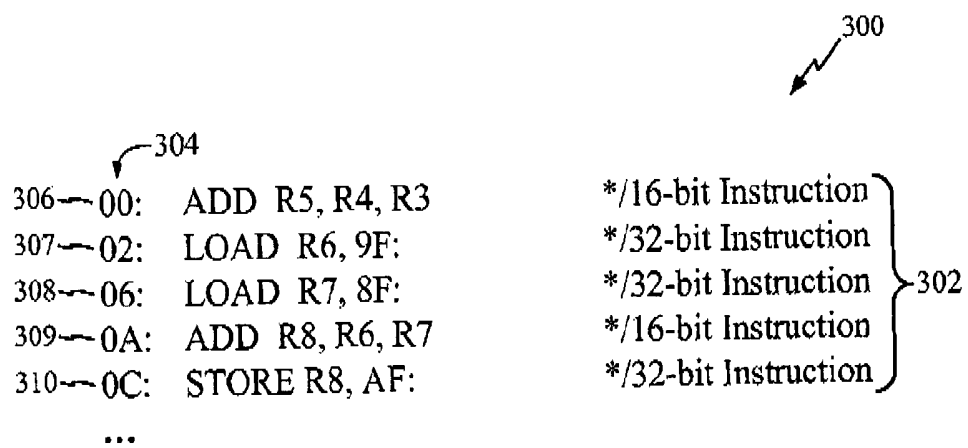 300
304
306 00: ADD R5, R4, R3 */16-bit Instruction
307 02: LOAD R6, 9F: */32-bit Instruction
308 06: LOAD R7, 8F: */32-bit Instruction 302
309 0A: ADD R8, R6, R7 */16-bit Instruction
310 0C: STORE R8, AF: */32-bit Instruction
...